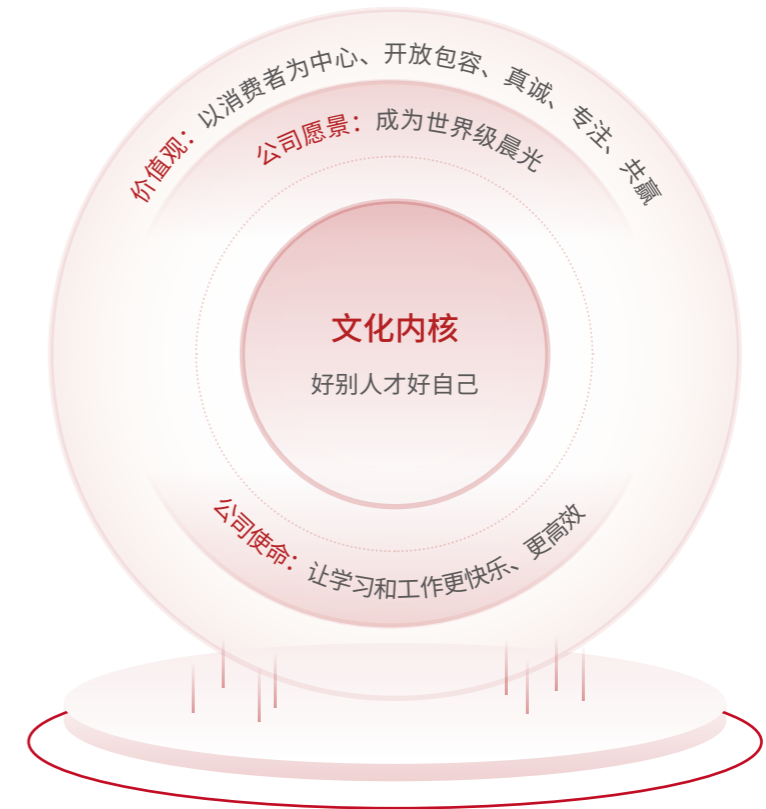 价值观：以消费者为中心、开放包容、真诚、专注、共赢
公司愿景：成为世界级晨光
文化内核
好别人才好自己
公司使命：让学习和工作更快乐、更高效